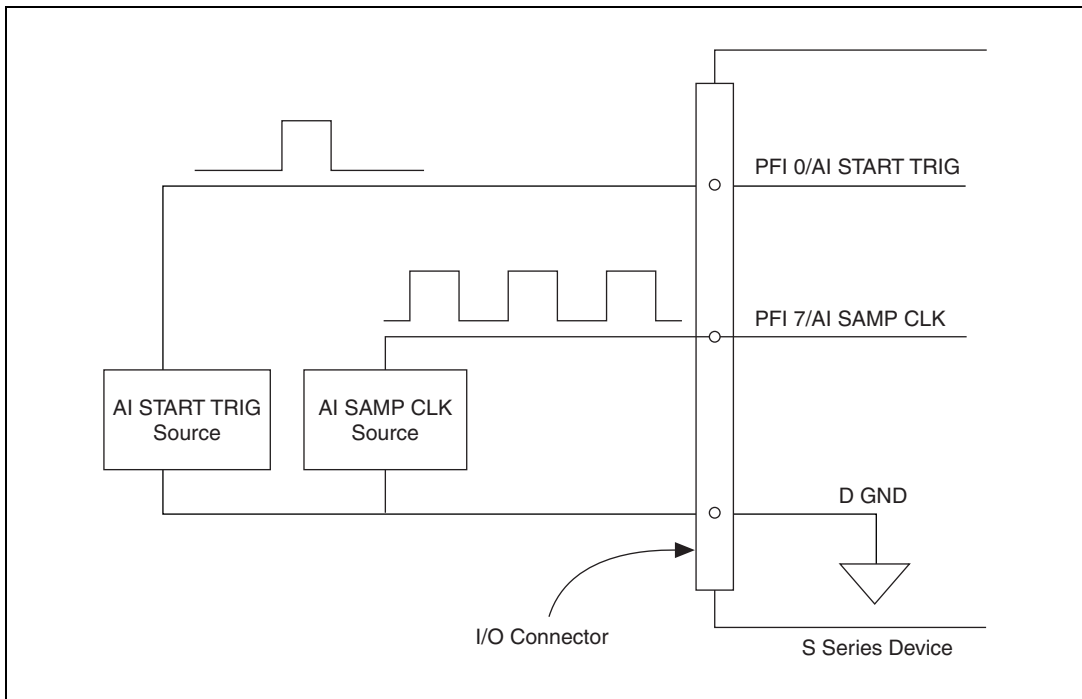 PFI 0/AI START TRIG
PFI 7/AI SAMP CLK
AI START TRIG
Source
AI SAMP CLK
Source
D GND
I/O Connector
S Series Device